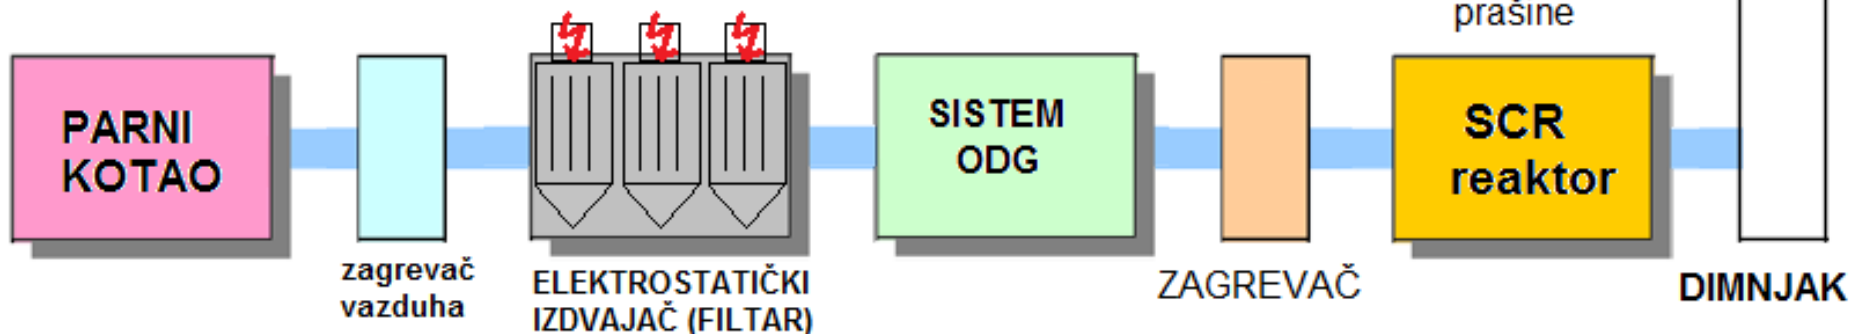 prašine
PARNI
KOTAO
SISTEM
ODG
SCR
reaktor
zagrevač
vazduha
ELEKTROSTATIČKI
IZDVAJAČ (FILTAR)
ZAGREVAČ
DIMNJAK